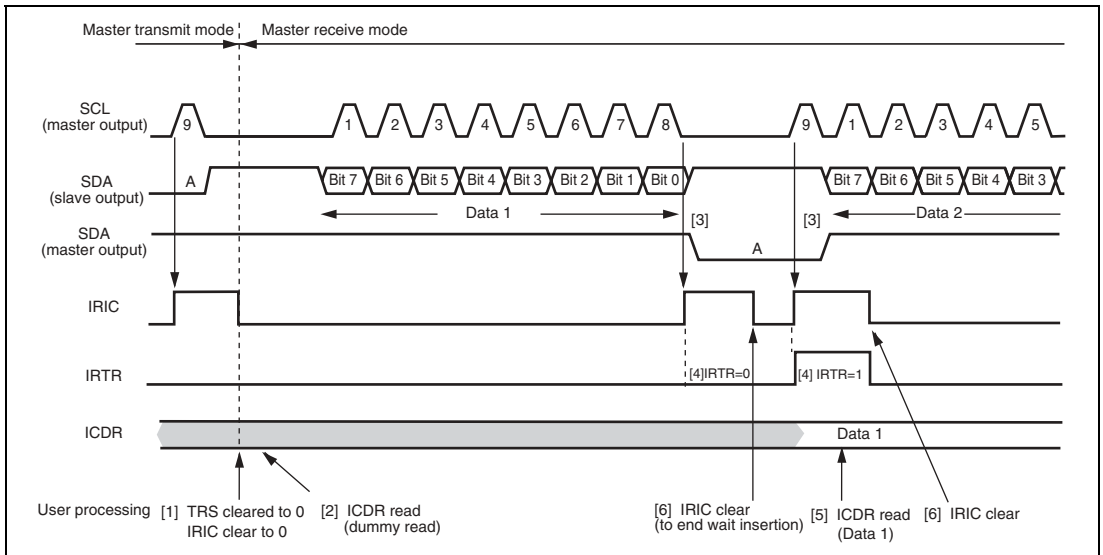 Master transmit mode Master receive mode
SCL
(master output)
9 1 2 3 4 5 6 7 8 9 1 2 3 4 5
SDA
(slave output)
A Bit 7 Bit 6 Bit 5 Bit 4 Bit 3 Bit 2 Bit 1 Bit 0 Bit 7 Bit 6 Bit 5 Bit 4 Bit 3
Data 1 [3] [3] Data 2
SDA
(master output)
A
IRIC
IRTR
[4]IRTR=0 [4] IRTR=1
ICDR
Data 1
User processing [1] TRS cleared to 0
IRIC clear to 0
[2] ICDR read
(dummy read)
[6] IRIC clear
(to end wait insertion)
[5] ICDR read
(Data 1)
[6] IRIC clear